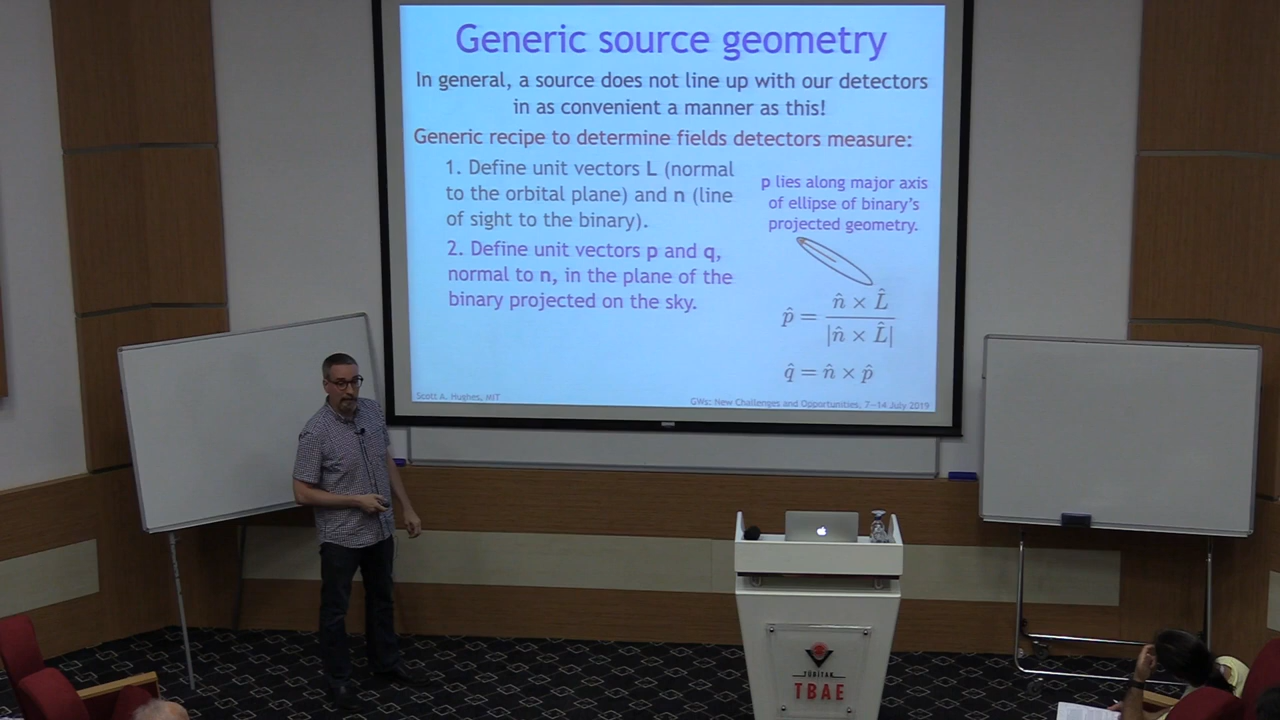 Generic source geometry
In general, a source does not line up with our detectors
in as convenient a manner as this!
Generic recipe to determine fields detectors measure:
1. Define unit vectors L (normal
to the orbital plane) and n (line
of sight to the binary).
2. Define unit vectors p and q,
normal to n, in the plane of the
binary projected on the sky.
p lies along major axis
of ellipse of binary's
projected geometry.
p̂ = n̂ × L̂ / |n̂ × L̂|
q̂ = n̂ × p̂
Scott A. Hughes, MIT
GWs: New Challenges and Opportunities, 7—14 July 2019
TÜBİTAK
TBAE